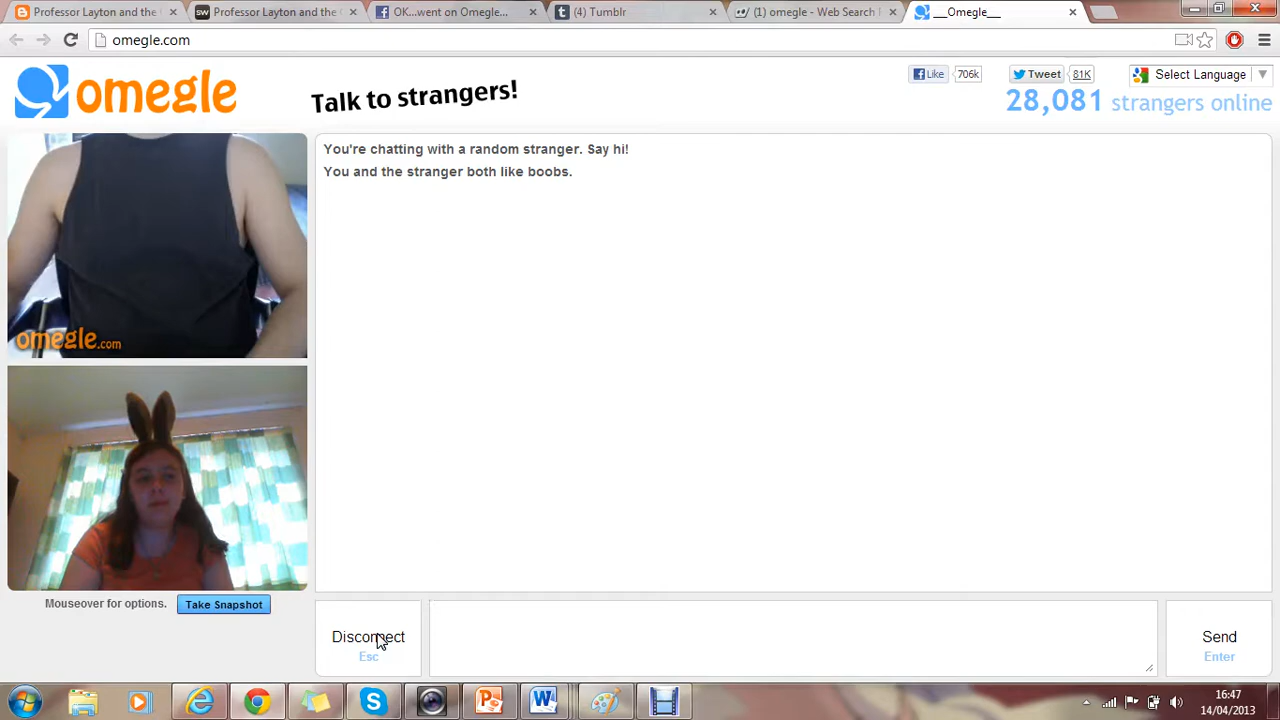 Professor Layton and the
Professor Layton and the
OK...went on Omegle...
(4) Tumblr
(1) omegle - Web Search
__Omegle__
omegle.com
omegle
Talk to strangers!
Like 706k
Tweet 81K
Select Language
28,081 strangers online
omegle.com
You're chatting with a random stranger. Say hi!
You and the stranger both like boobs.
Mouseover for options.
Take Snapshot
Disconnect
Esc
Send
Enter
16:47
14/04/2013